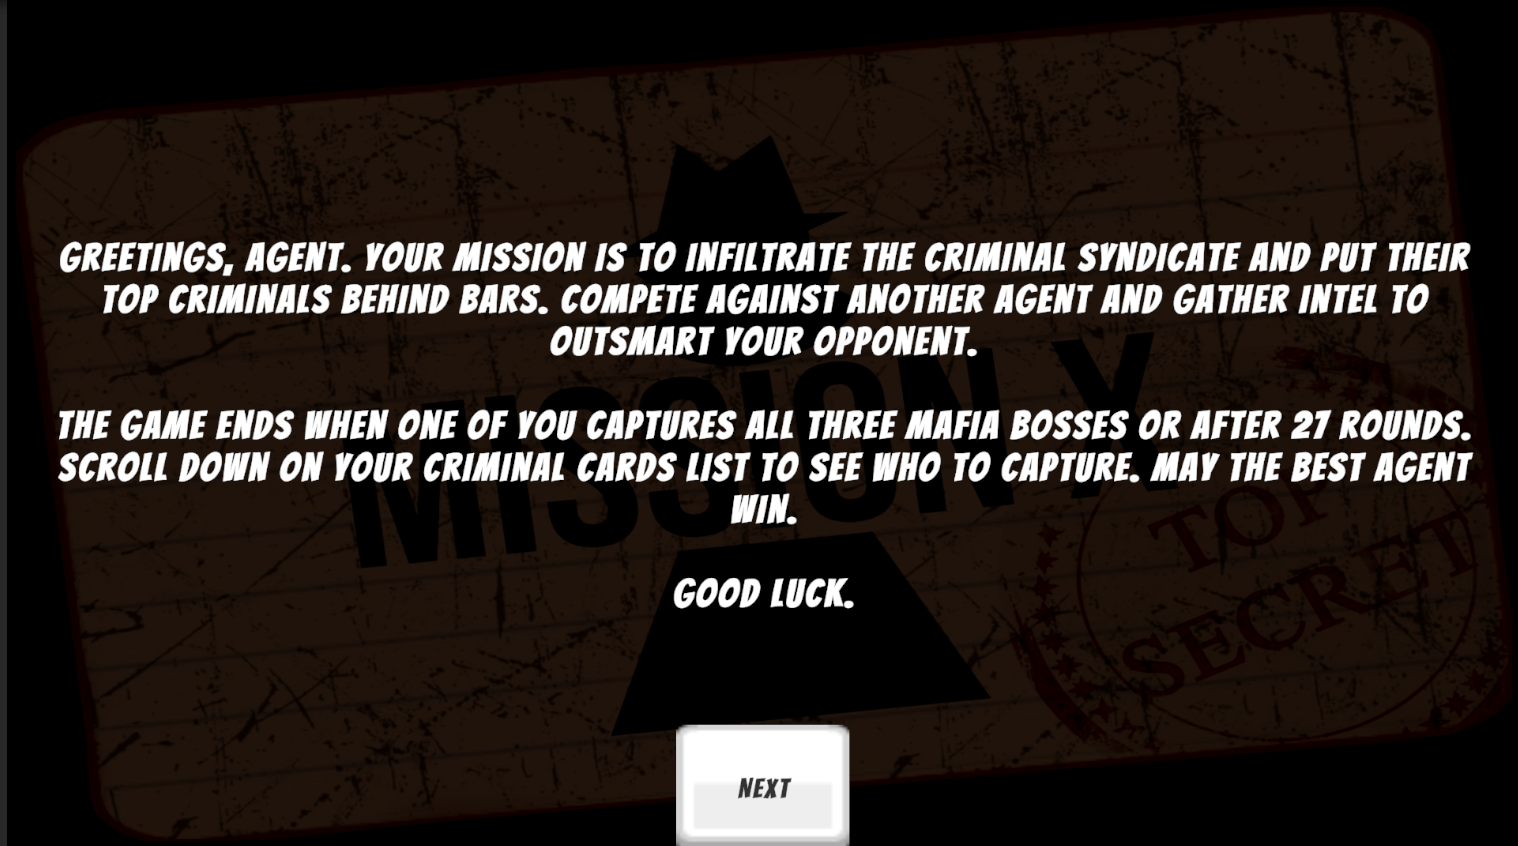 GREETINGS, AGENT. YOUR MISSION IS TO INFILTRATE THE CRIMINAL SYNDICATE AND PUT THEIR
TOP CRIMINALS BEHIND BARS. COMPETE AGAINST ANOTHER AGENT AND GATHER INTEL TO
OUTSMART YOUR OPPONENT.
THE GAME ENDS WHEN ONE OF YOU CAPTURES ALL THREE MAFIA BOSSES OR AFTER 27 ROUNDS.
SCROLL DOWN ON YOUR CRIMINAL CARDS LIST TO SEE WHO TO CAPTURE. MAY THE BEST AGENT
WIN.
GOOD LUCK.
MISSION X
TOP
SECRET
NEXT